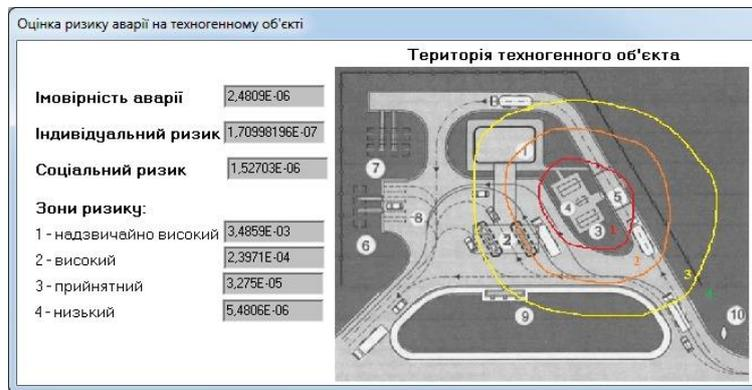 Оцінка ризику аварії на техногенному об'єкті
Територія техногенного об'єкта
Імовірність аварії 2,4809E-06
Індивідуальний ризик 1,70998196E-07
Соціальний ризик 1,52703E-06
Зони ризику:
1 - надзвичайно високий 3,4859E-03
2 - високий 2,3971E-04
3 - прийнятний 3,275E-05
4 - низький 5,4806E-06
1
7
5
4
3
1
8
2
6
2
3
4
9
10